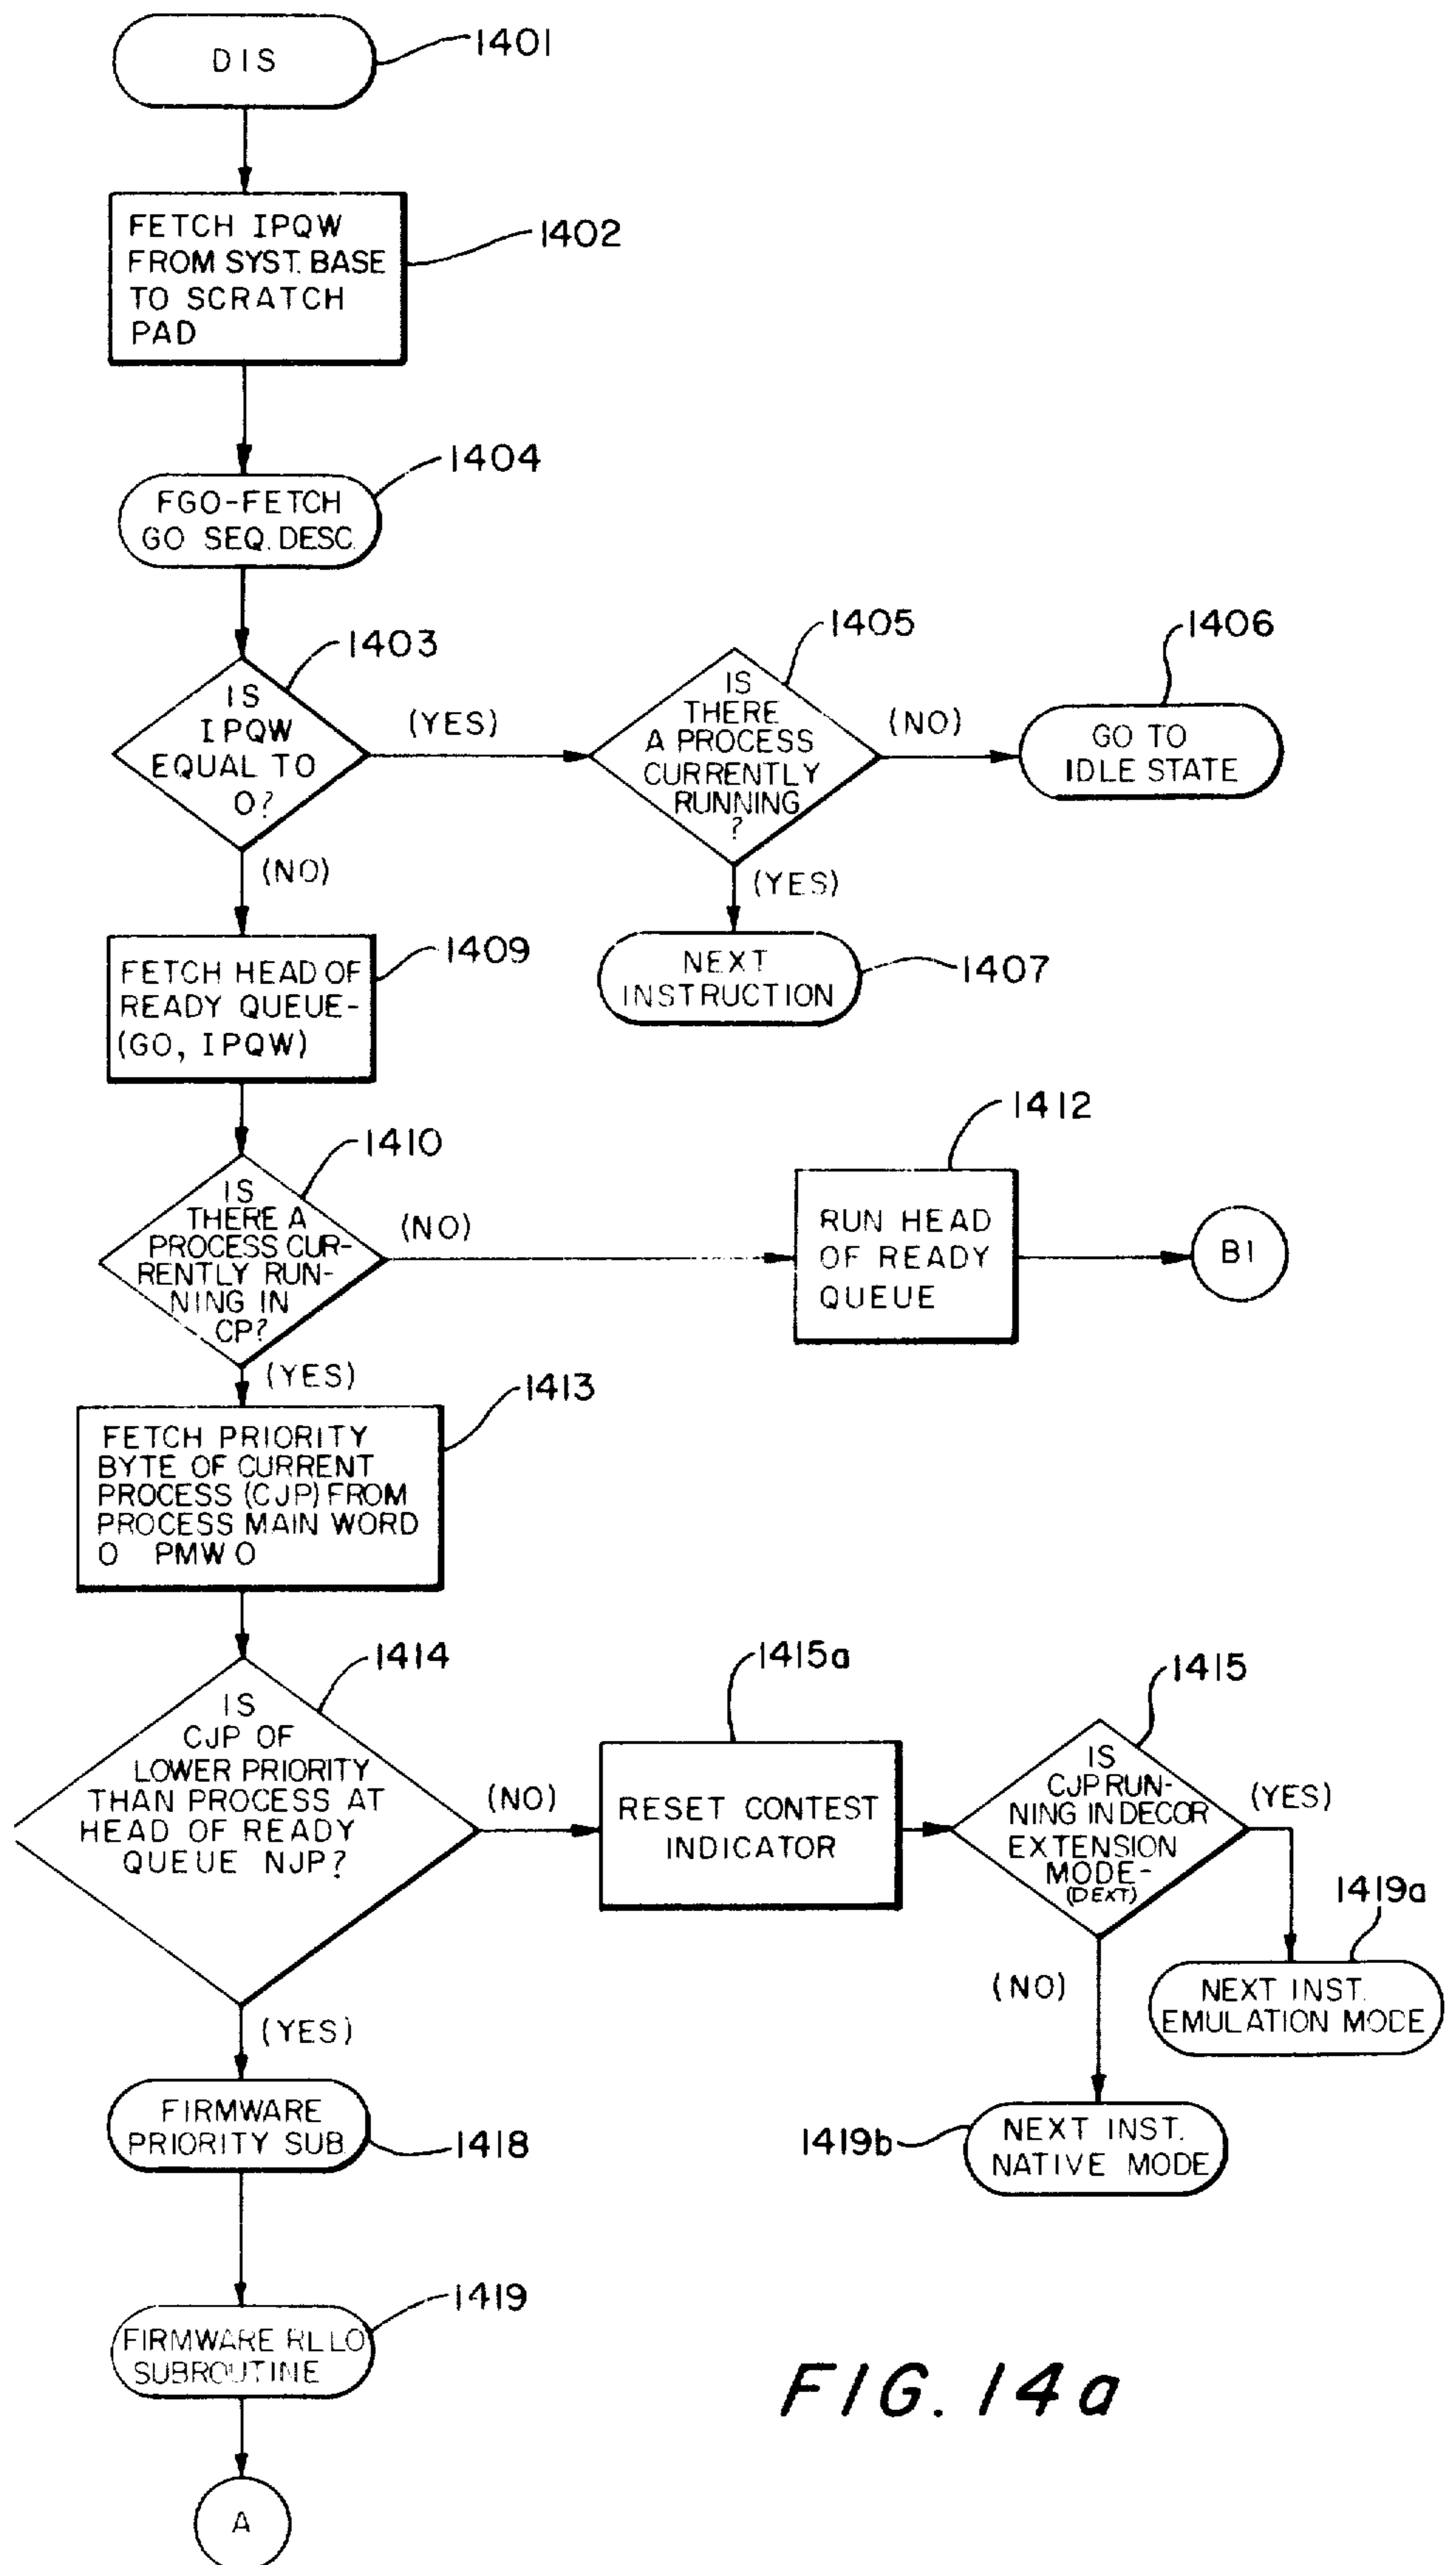 DIS
1401
FETCH IPQW
FROM SYST. BASE
TO SCRATCH
PAD
1402
1404
FGO-FETCH
GO SEQ. DESC.
1403
IS
IPQW
EQUAL TO
0?
(YES)
(NO)
1405
IS
THERE
A PROCESS
CURRENTLY
RUNNING
?
(NO)
(YES)
1406
GO TO
IDLE STATE
NEXT
INSTRUCTION
1407
1409
FETCH HEAD OF
READY QUEUE-
(GO, IPQW)
1410
IS
THERE A
PROCESS CUR-
RENTLY RUN-
NING IN
CP?
(NO)
(YES)
1412
RUN HEAD
OF READY
QUEUE
B1
1413
FETCH PRIORITY
BYTE OF CURRENT
PROCESS (CJP) FROM
PROCESS MAIN WORD
0 PMW 0
1414
IS
CJP OF
LOWER PRIORITY
THAN PROCESS AT
HEAD OF READY
QUEUE NJP?
(NO)
(YES)
1415a
RESET CONTEST
INDICATOR
1415
IS
CJP RUN-
NING IN DECOR
EXTENSION
MODE-
(DEXT)
(YES)
(NO)
1419a
NEXT INST.
EMULATION MODE
1419b
NEXT INST.
NATIVE MODE
FIRMWARE
PRIORITY SUB.
1418
1419
FIRMWARE RLLO
SUBROUTINE
A
FIG. 14a